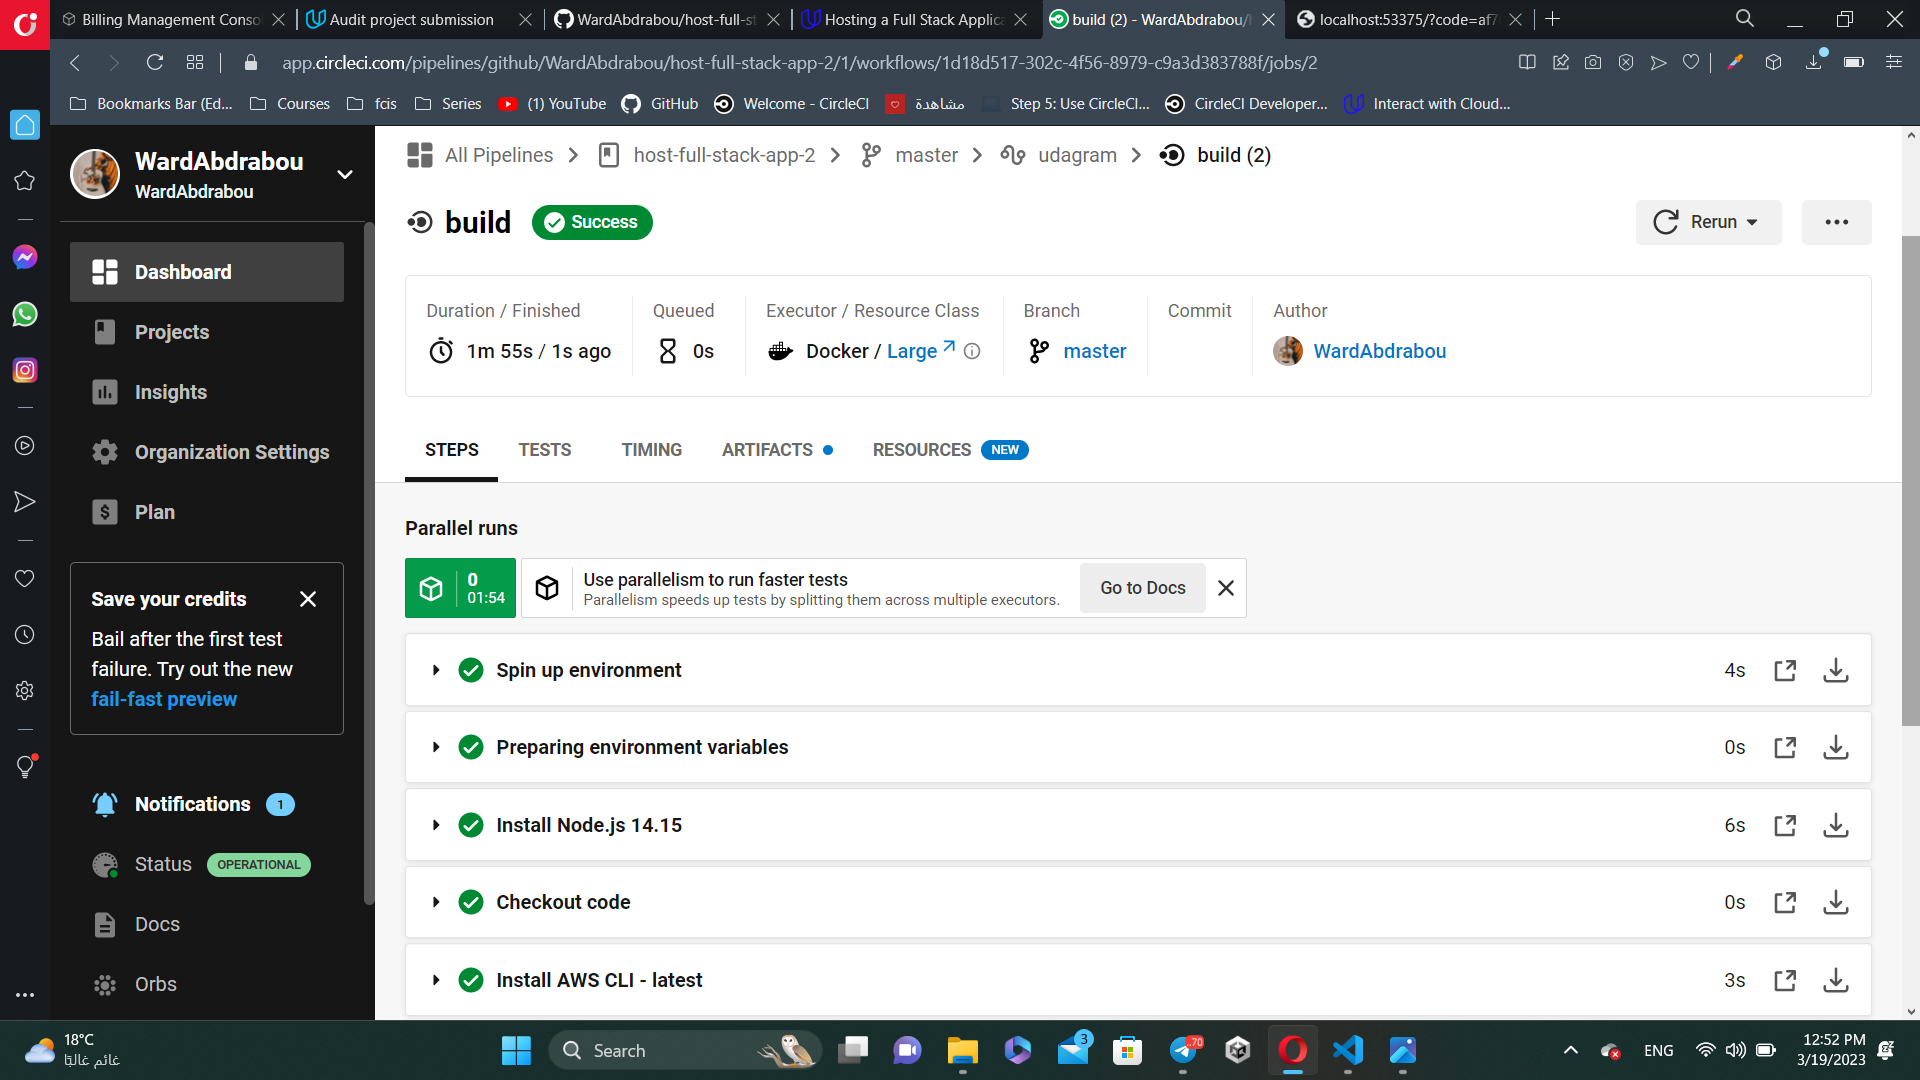 Billing Management Conso
Audit project submission
WardAbdrabou/host-full-st
Hosting a Full Stack Applica
build (2) - WardAbdrabou/
localhost:53375/?code=af7
app.circleci.com/pipelines/github/WardAbdrabou/host-full-stack-app-2/1/workflows/1d18d517-302c-4f56-8979-c9a3d383788f/jobs/2
Bookmarks Bar (Ed...
Courses
fcis
Series
(1) YouTube
GitHub
Welcome - CircleCI
مشاهدة
Step 5: Use CircleCI...
CircleCI Developer...
Interact with Cloud...
WardAbdrabou
WardAbdrabou
Dashboard
Projects
Insights
Organization Settings
Plan
Save your credits
Bail after the first test
failure. Try out the new
fail-fast preview
Notifications 1
Status OPERATIONAL
Docs
Orbs
All Pipelines
host-full-stack-app-2
master
udagram
build (2)
build
Success
Rerun
Duration / Finished
1m 55s / 1s ago
Queued
0s
Executor / Resource Class
Docker / Large
Branch
master
Commit
Author
WardAbdrabou
STEPS
TESTS
TIMING
ARTIFACTS
RESOURCES NEW
Parallel runs
0
01:54
Use parallelism to run faster tests
Parallelism speeds up tests by splitting them across multiple executors.
Go to Docs
Spin up environment 4s
Preparing environment variables 0s
Install Node.js 14.15 6s
Checkout code 0s
Install AWS CLI - latest 3s
18°C
غائم غالبًا
Search
3
70
ENG
12:52 PM
3/19/2023